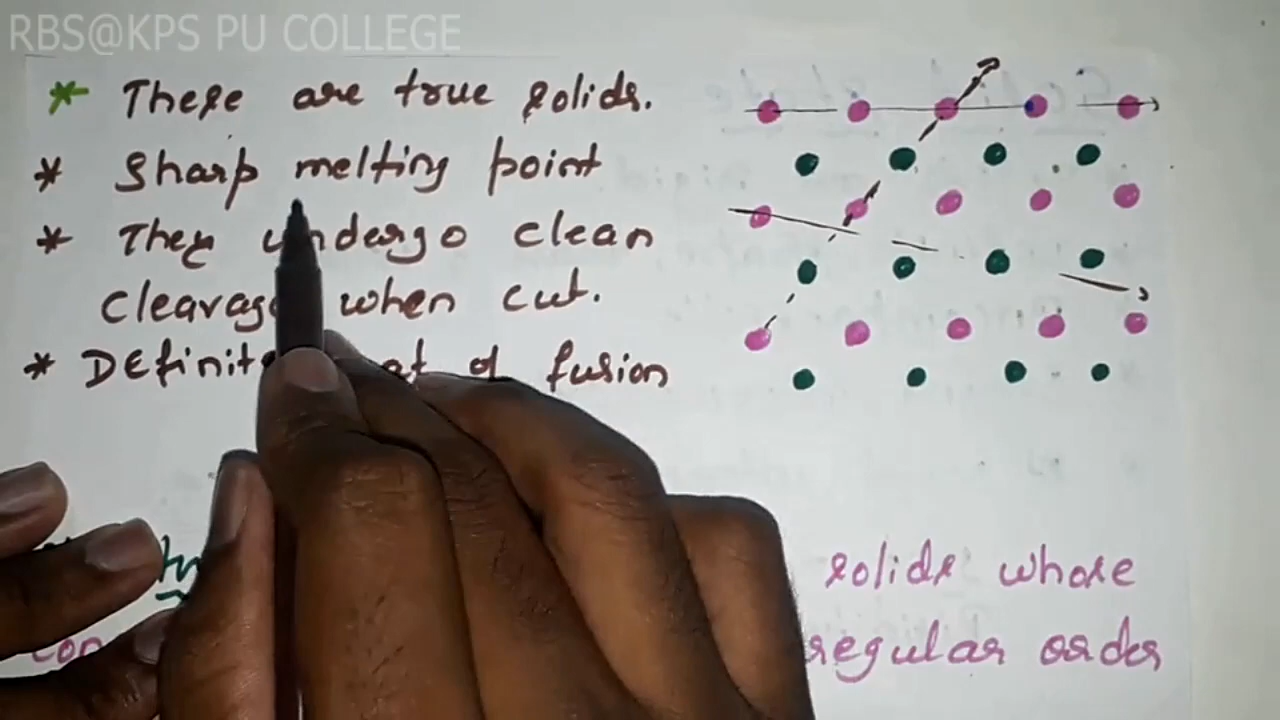 RBS@KPS PU COLLEGE
* These are true solids.
* Sharp melting point
* They undergo clean
cleavage when cut.
* Definite of fusion
solids whose
regular order